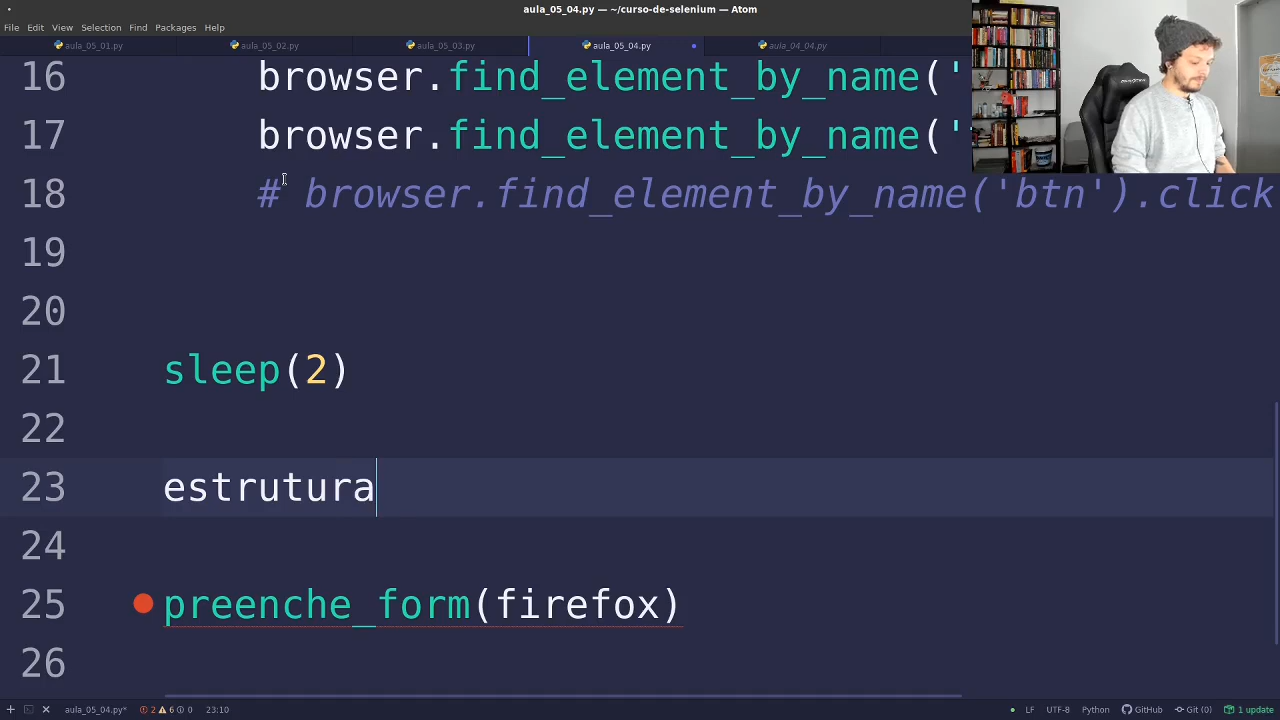 aula_05_04.py — ~/curso-de-selenium — Atom
File Edit View Selection Find Packages Help
aula_05_01.py aula_05_02.py aula_05_03.py aula_05_04.py aula_04_04.py
16 browser.find_element_by_name('
17 browser.find_element_by_name('
18 # browser.find_element_by_name('btn').click
19
20
21 sleep(2)
22
23 estrutura
24
25 preenche_form(firefox)
26
aula_05_04.py* 2 6 0 23:10 LF UTF-8 Python GitHub Git (0) 1 update